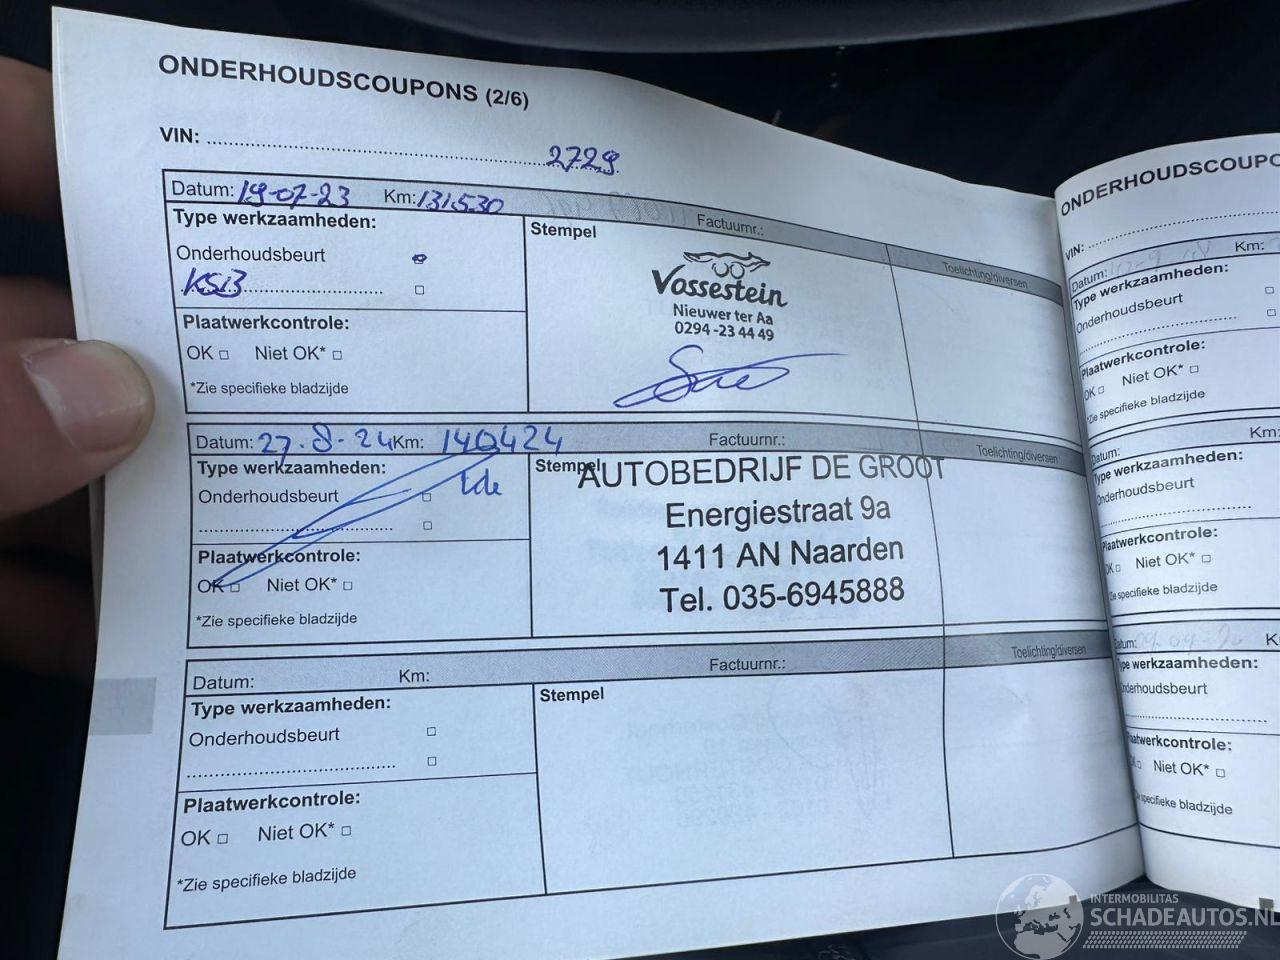 ONDERHOUDSCOUPONS (2/6)
VIN: 2729
Datum: 19-07-23 Km: 131.530 Factuurnr.:
Type werkzaamheden:
Stempel
Toelichting/diversen
Onderhoudsbeurt
Vossestein
Nieuwer ter Aa
0294-23 44 49
Plaatwerkcontrole:
OK Niet OK*
*Zie specifieke bladzijde
Datum: 27-8-24 Km: 140424 Factuurnr.:
Toelichting/diversen
Type werkzaamheden:
Stempel
Onderhoudsbeurt
AUTOBEDRIJF DE GROOT
Energiestraat 9a
1411 AN Naarden
Tel. 035-6945888
Plaatwerkcontrole:
OK Niet OK*
*Zie specifieke bladzijde
Datum: Km: Factuurnr.:
Toelichting/diversen
Type werkzaamheden:
Stempel
Onderhoudsbeurt
Plaatwerkcontrole:
OK Niet OK*
*Zie specifieke bladzijde
ONDERHOUDSCOUPO
VIN:
Datum: Km:
Type werkzaamheden:
Onderhoudsbeurt
Plaatwerkcontrole:
OK Niet OK*
*Zie specifieke bladzijde
Datum: Km:
Type werkzaamheden:
Onderhoudsbeurt
Plaatwerkcontrole:
OK Niet OK*
specifieke bladzijde
Datum: K
Type werkzaamheden:
Onderhoudsbeurt
Plaatwerkcontrole:
Niet OK*
specifieke bladzijde
INTERMOBILITAS
SCHADEAUTOS.NL